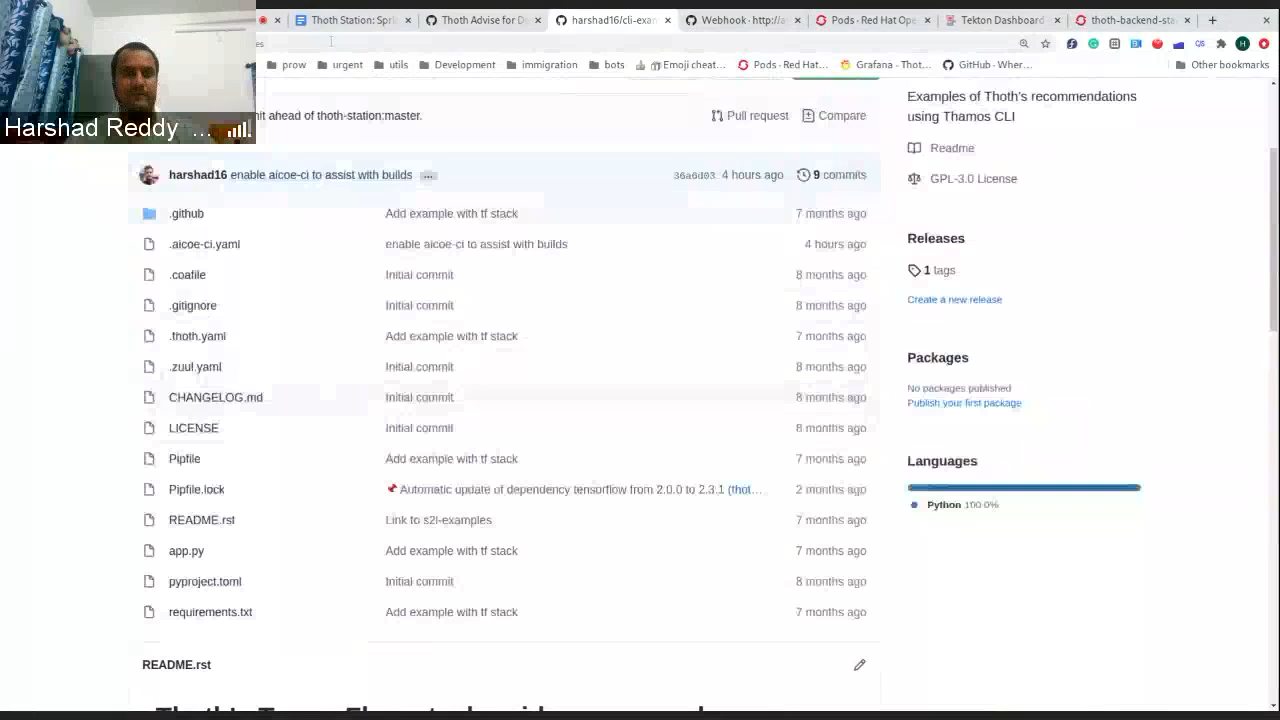 Thoth Station: Spri
Thoth Advise for D
harshad16/cli-exan
Webhook · http://a
Pods · Red Hat Ope
Tekton Dashboard
thoth-backend-sta
es
prow
urgent
utils
Development
immigration
bots
Emoji cheat...
Pods · Red Hat...
Grafana - Thot...
GitHub - Wher...
Other bookmarks
Harshad Reddy ...
it ahead of thoth-station:master.
Pull request
Compare
harshad16 enable aicoe-ci to assist with builds ... 36a6d03 4 hours ago 9 commits
.github Add example with tf stack 7 months ago
.aicoe-ci.yaml enable aicoe-ci to assist with builds 4 hours ago
.coafile Initial commit 8 months ago
.gitignore Initial commit 8 months ago
.thoth.yaml Add example with tf stack 7 months ago
.zuul.yaml Initial commit 8 months ago
CHANGELOG.md Initial commit 8 months ago
LICENSE Initial commit 8 months ago
Pipfile Add example with tf stack 7 months ago
Pipfile.lock Automatic update of dependency tensorflow from 2.0.0 to 2.3.1 (thot... 2 months ago
README.rst Link to s2i-examples 7 months ago
app.py Add example with tf stack 7 months ago
pyproject.toml Initial commit 8 months ago
requirements.txt Add example with tf stack 7 months ago
README.rst
Examples of Thoth's recommendations
using Thamos CLI
Readme
GPL-3.0 License
Releases
1 tags
Create a new release
Packages
No packages published
Publish your first package
Languages
Python 100.0%